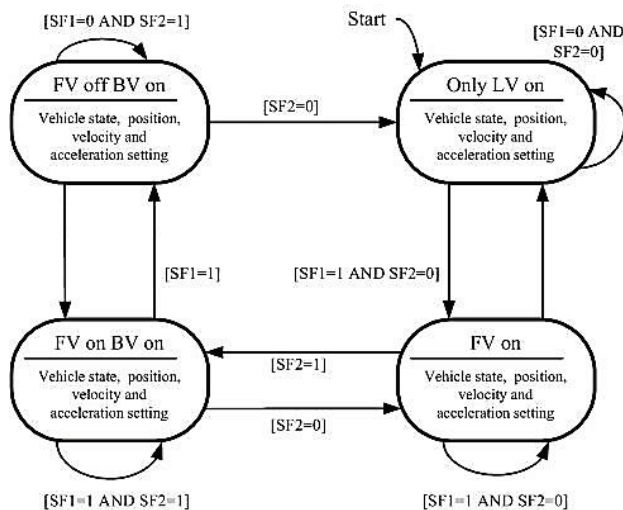 [SF1=0 AND SF2=1]
Start
[SF1=0 AND
SF2=0]
FV off BV on
Vehicle state, position,
velocity and
acceleration setting
[SF2=0]
Only LV on
Vehicle state, position,
velocity and
acceleration setting
[SF1=1]
[SF1=1 AND SF2=0]
FV on BV on
Vehicle state, position,
velocity and
acceleration setting
[SF2=1]
[SF2=0]
FV on
Vehicle state, position,
velocity and
acceleration setting
[SF1=1 AND SF2=1]
[SF1=1 AND SF2=0]